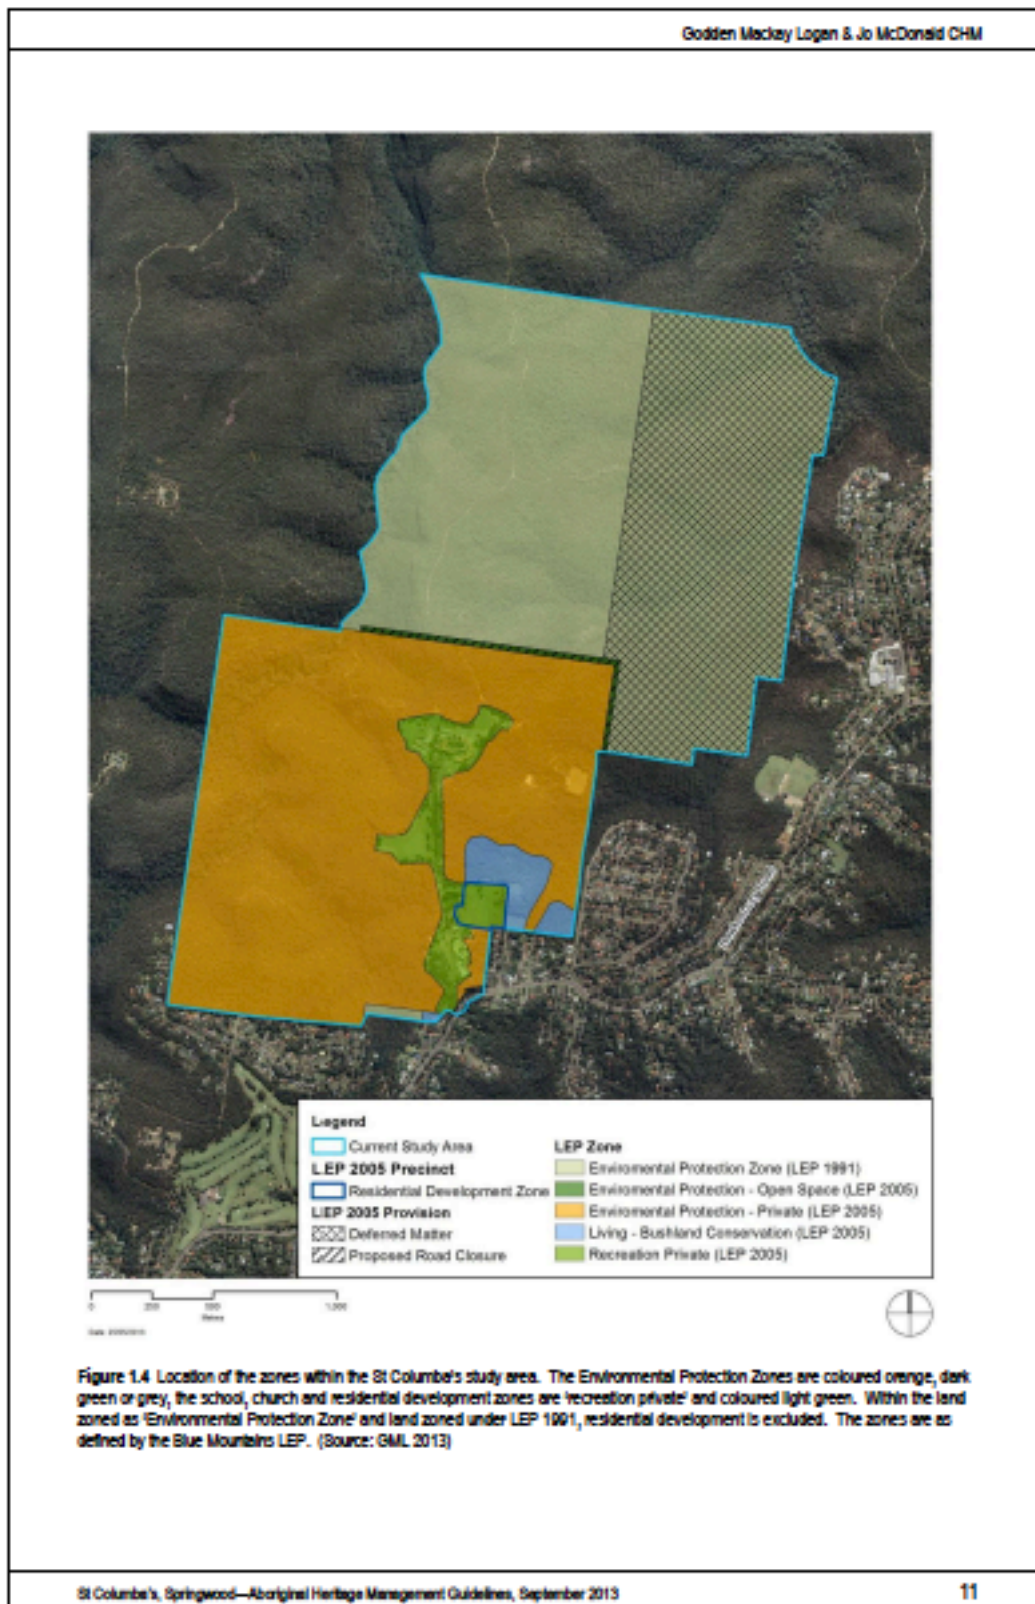 Godden Mackay Logan & Jo McDonald CHM
Legend
Current Study Area
LEP 2005 Precinct
Residential Development Zone
LEP 2005 Provision
Deferred Matter
Proposed Road Closure
LEP Zone
Enviromental Protection Zone (LEP 1991)
Enviromental Protection - Open Space (LEP 2005)
Enviromental Protection - Private (LEP 2005)
Living - Bushland Conservation (LEP 2005)
Recreation Private (LEP 2005)
0 250 500 1,000
Metres
Figure 1.4 Location of the zones within the St Columba's study area. The Environmental Protection Zones are coloured orange, dark
green or grey, the school, church and residential development zones are 'recreation private' and coloured light green. Within the land
zoned as 'Environmental Protection Zone' and land zoned under LEP 1991, residential development is excluded. The zones are as
defined by the Blue Mountains LEP. (Source: GML 2013)
St Columba's, Springwood—Aboriginal Heritage Management Guidelines, September 2013
11